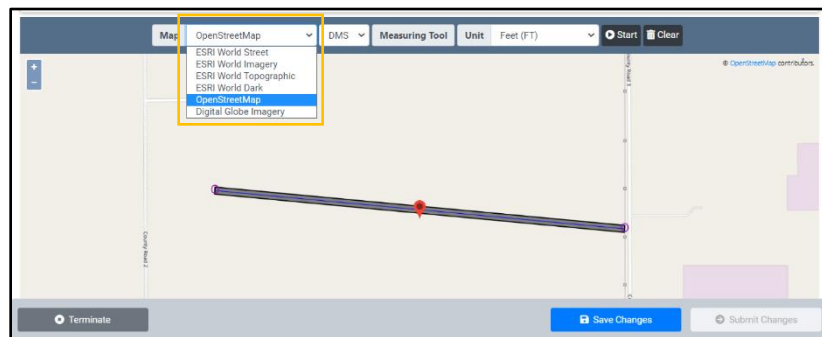 Map OpenStreetMap DMS Measuring Tool Unit Feet (FT) Start Clear
ESRI World Street
ESRI World Imagery
ESRI World Topographic
ESRI World Dark
OpenStreetMap
Digital Globe Imagery
+
-
© OpenStreetMap contributors.
County Road 1
County Road 2
Terminate Save Changes Submit Changes